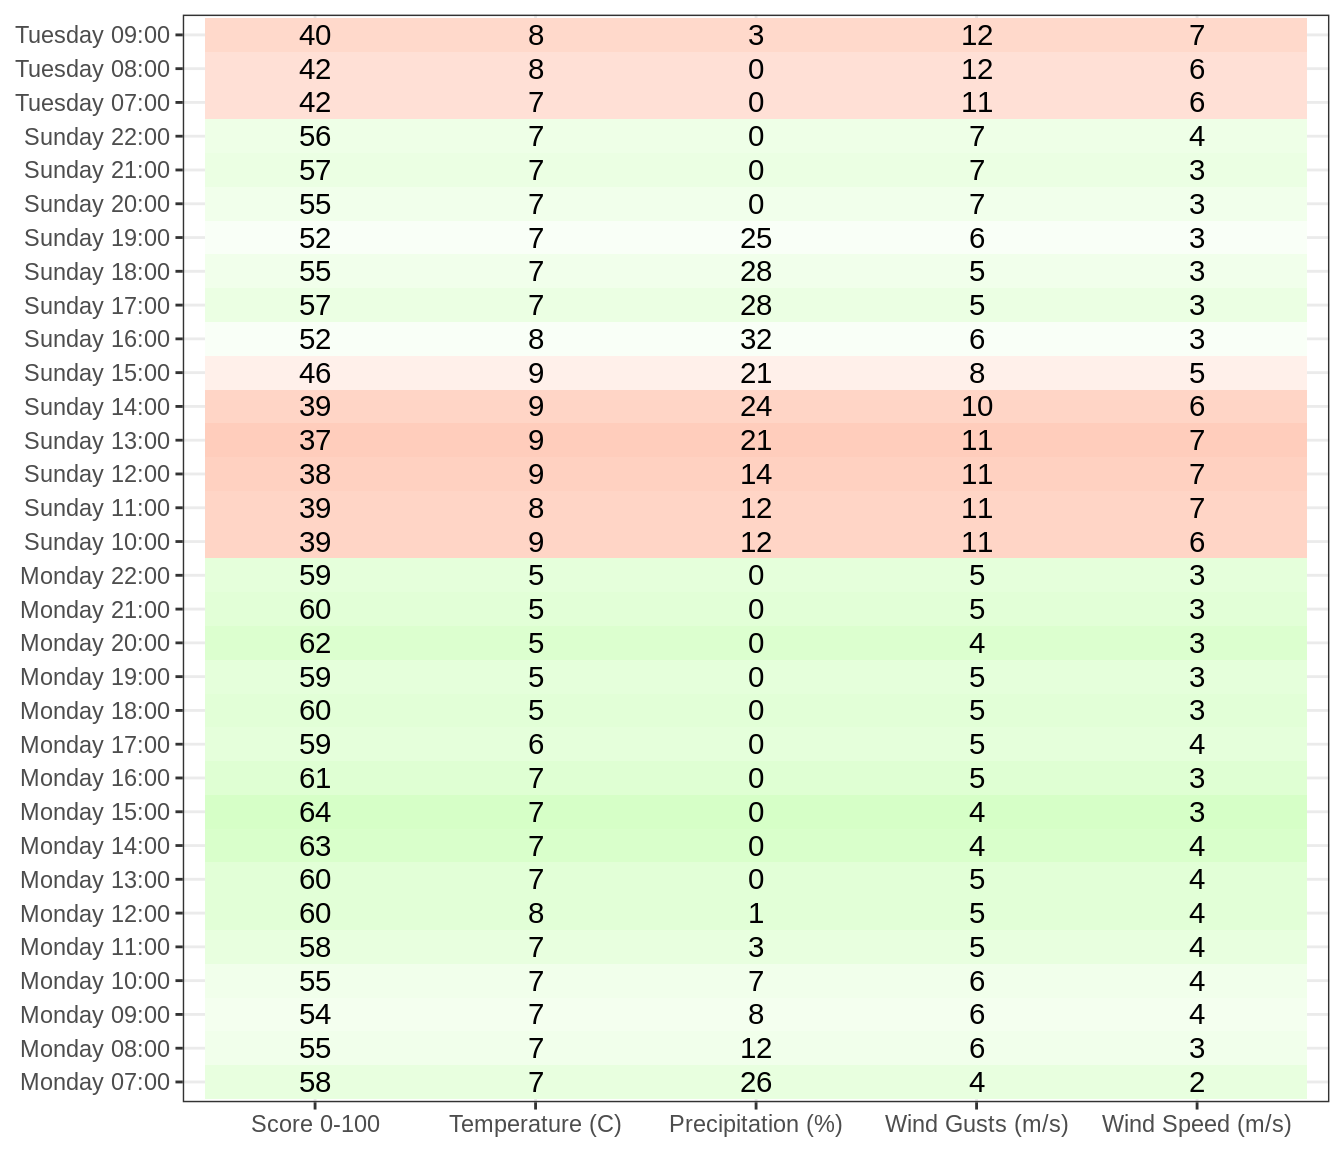 Tuesday 09:00 40 8 3 12 7
Tuesday 08:00 42 8 0 12 6
Tuesday 07:00 42 7 0 11 6
Sunday 22:00 56 7 0 7 4
Sunday 21:00 57 7 0 7 3
Sunday 20:00 55 7 0 7 3
Sunday 19:00 52 7 25 6 3
Sunday 18:00 55 7 28 5 3
Sunday 17:00 57 7 28 5 3
Sunday 16:00 52 8 32 6 3
Sunday 15:00 46 9 21 8 5
Sunday 14:00 39 9 24 10 6
Sunday 13:00 37 9 21 11 7
Sunday 12:00 38 9 14 11 7
Sunday 11:00 39 8 12 11 7
Sunday 10:00 39 9 12 11 6
Monday 22:00 59 5 0 5 3
Monday 21:00 60 5 0 5 3
Monday 20:00 62 5 0 4 3
Monday 19:00 59 5 0 5 3
Monday 18:00 60 5 0 5 3
Monday 17:00 59 6 0 5 4
Monday 16:00 61 7 0 5 3
Monday 15:00 64 7 0 4 3
Monday 14:00 63 7 0 4 4
Monday 13:00 60 7 0 5 4
Monday 12:00 60 8 1 5 4
Monday 11:00 58 7 3 5 4
Monday 10:00 55 7 7 6 4
Monday 09:00 54 7 8 6 4
Monday 08:00 55 7 12 6 3
Monday 07:00 58 7 26 4 2
Score 0-100 Temperature (C) Precipitation (%) Wind Gusts (m/s) Wind Speed (m/s)